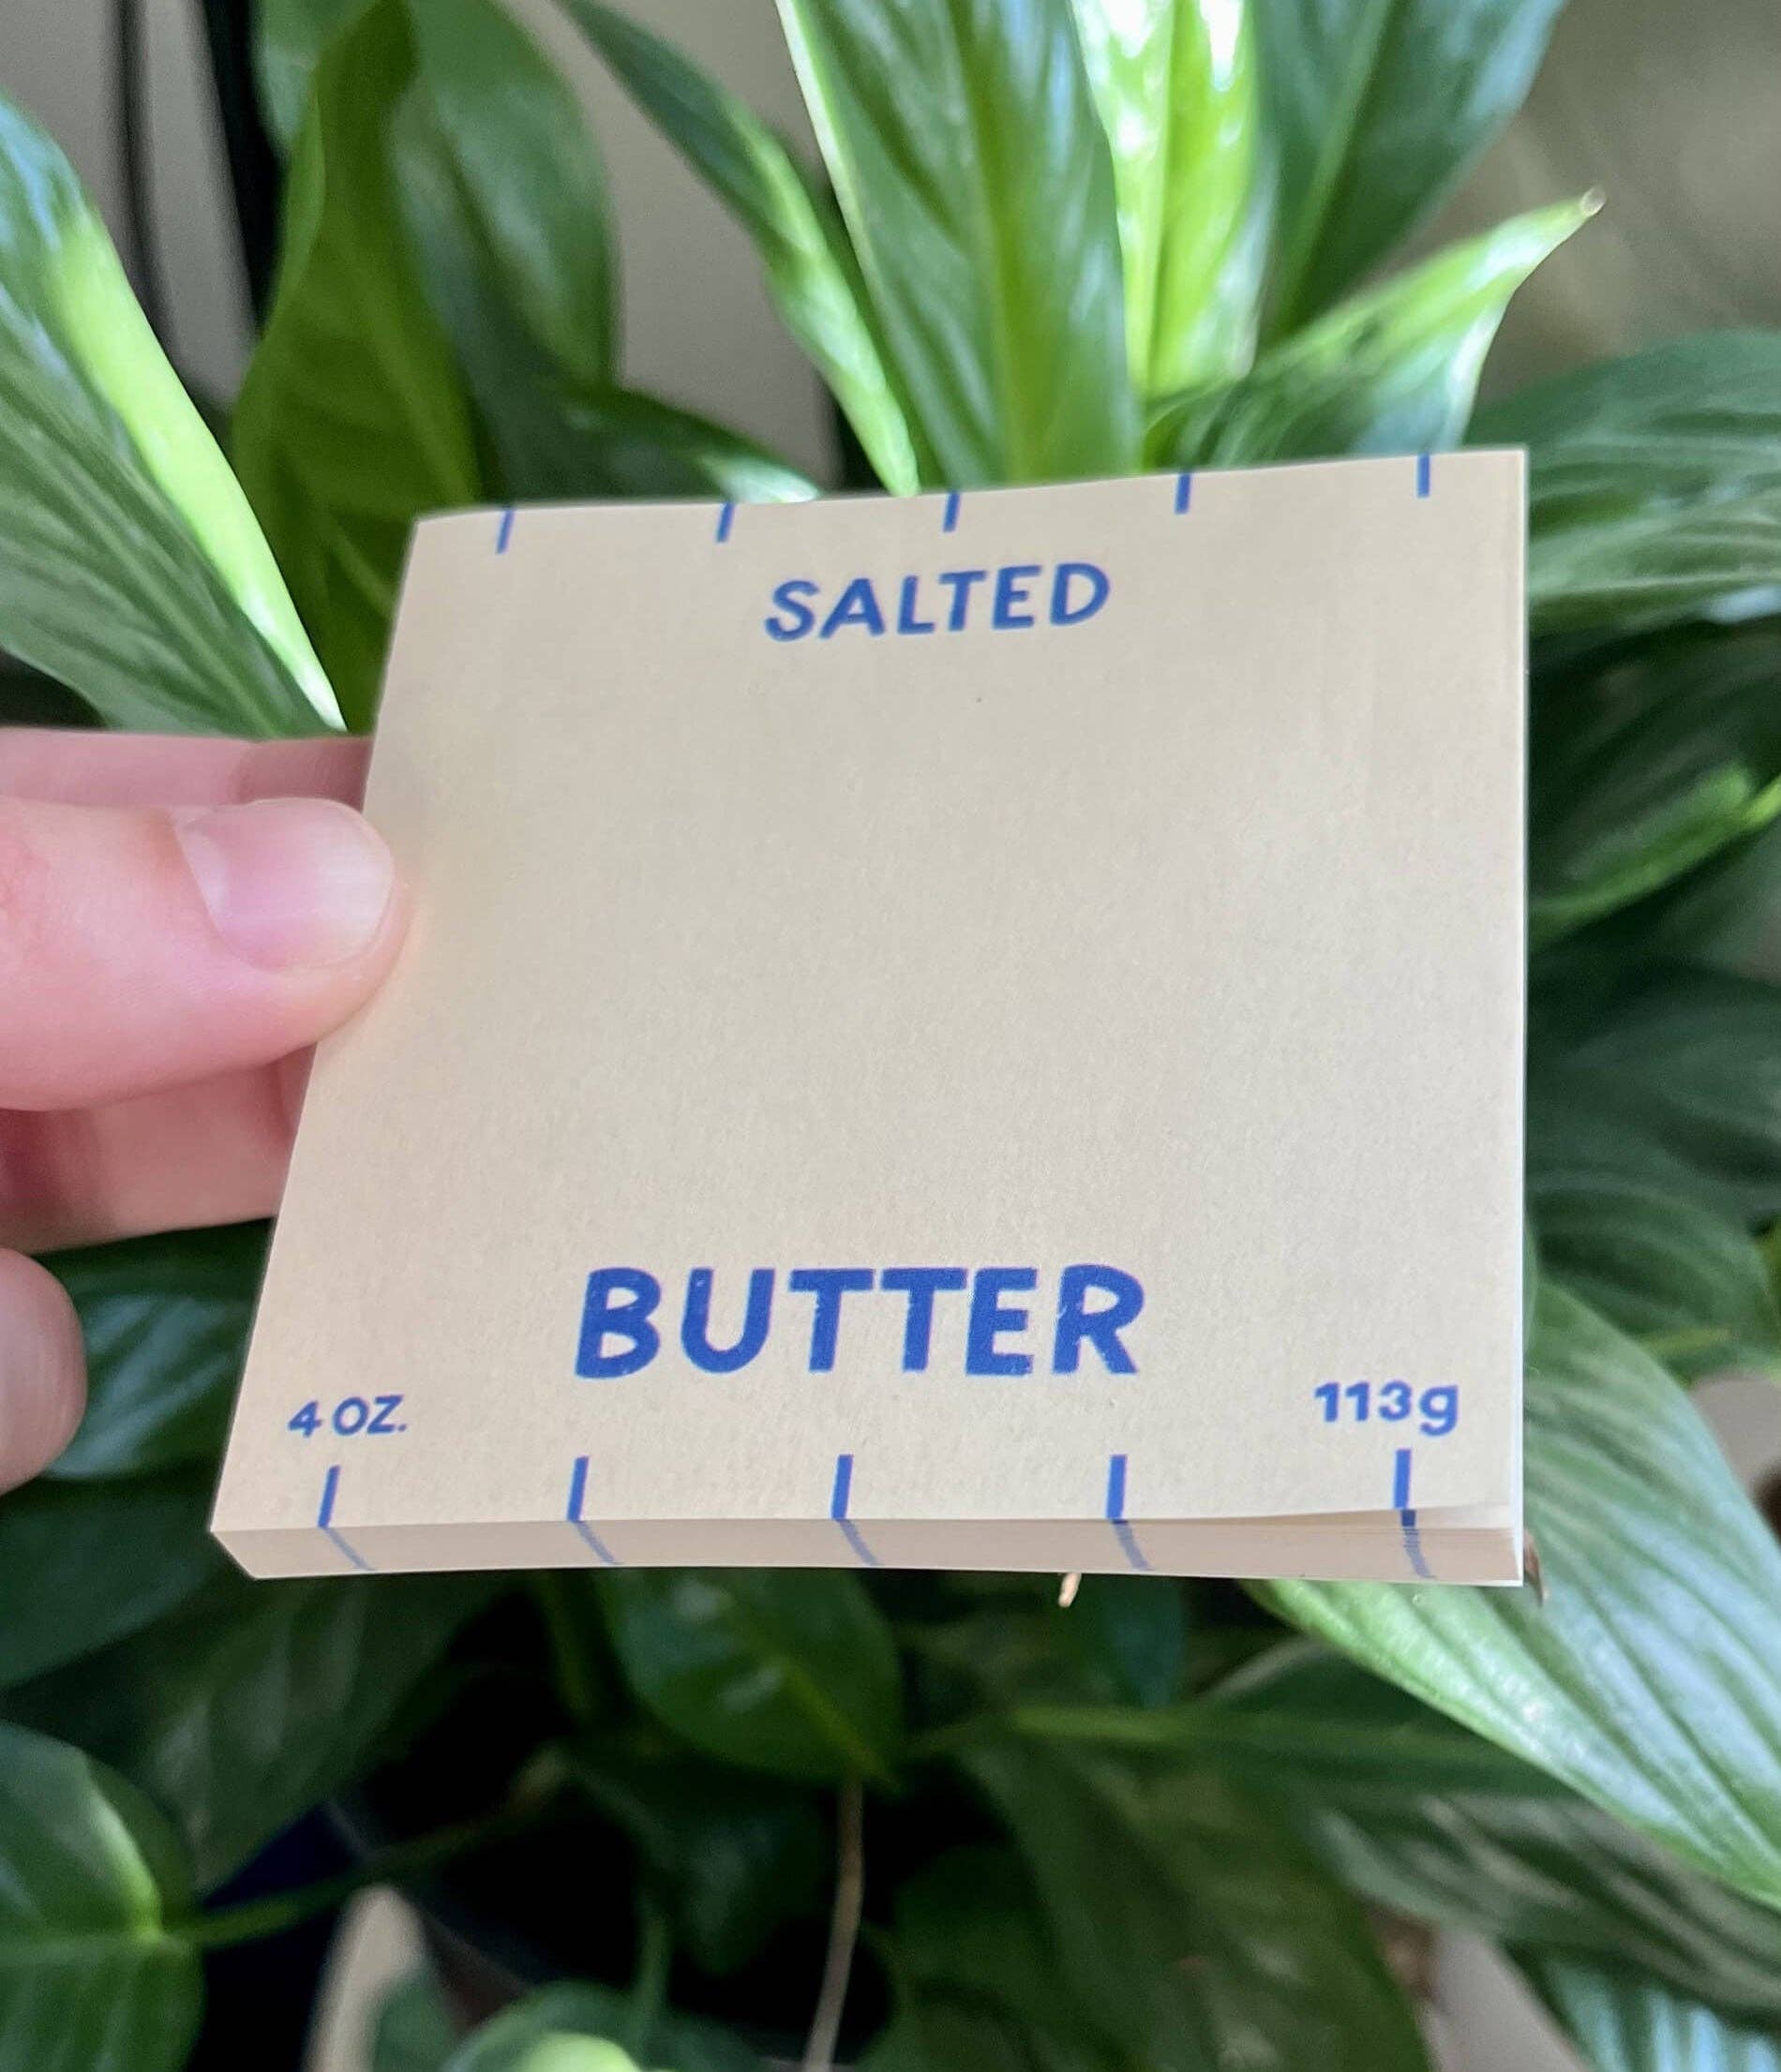 SALTED
BUTTER
4 OZ. 113g